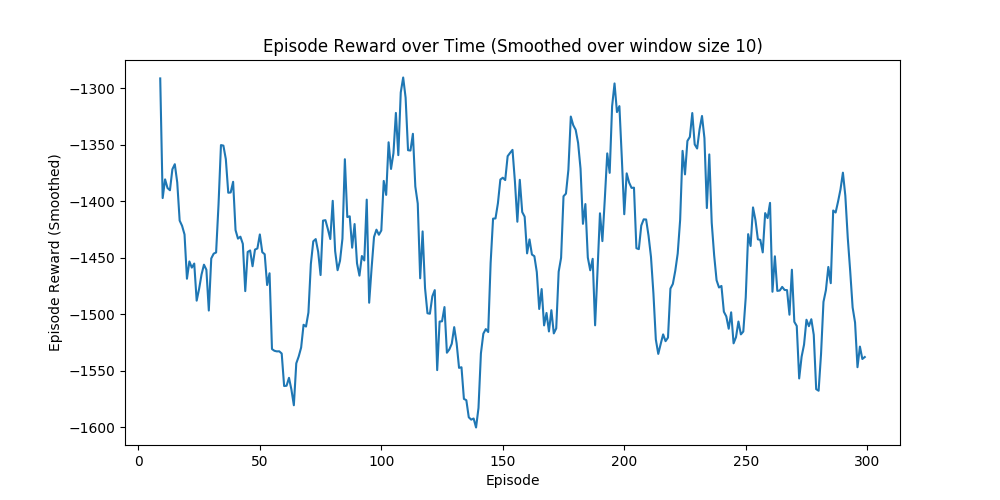 Episode Reward over Time (Smoothed over window size 10)
Episode Reward (Smoothed)
−1300
−1350
−1400
−1450
−1500
−1550
−1600
0 50 100 150 200 250 300
Episode